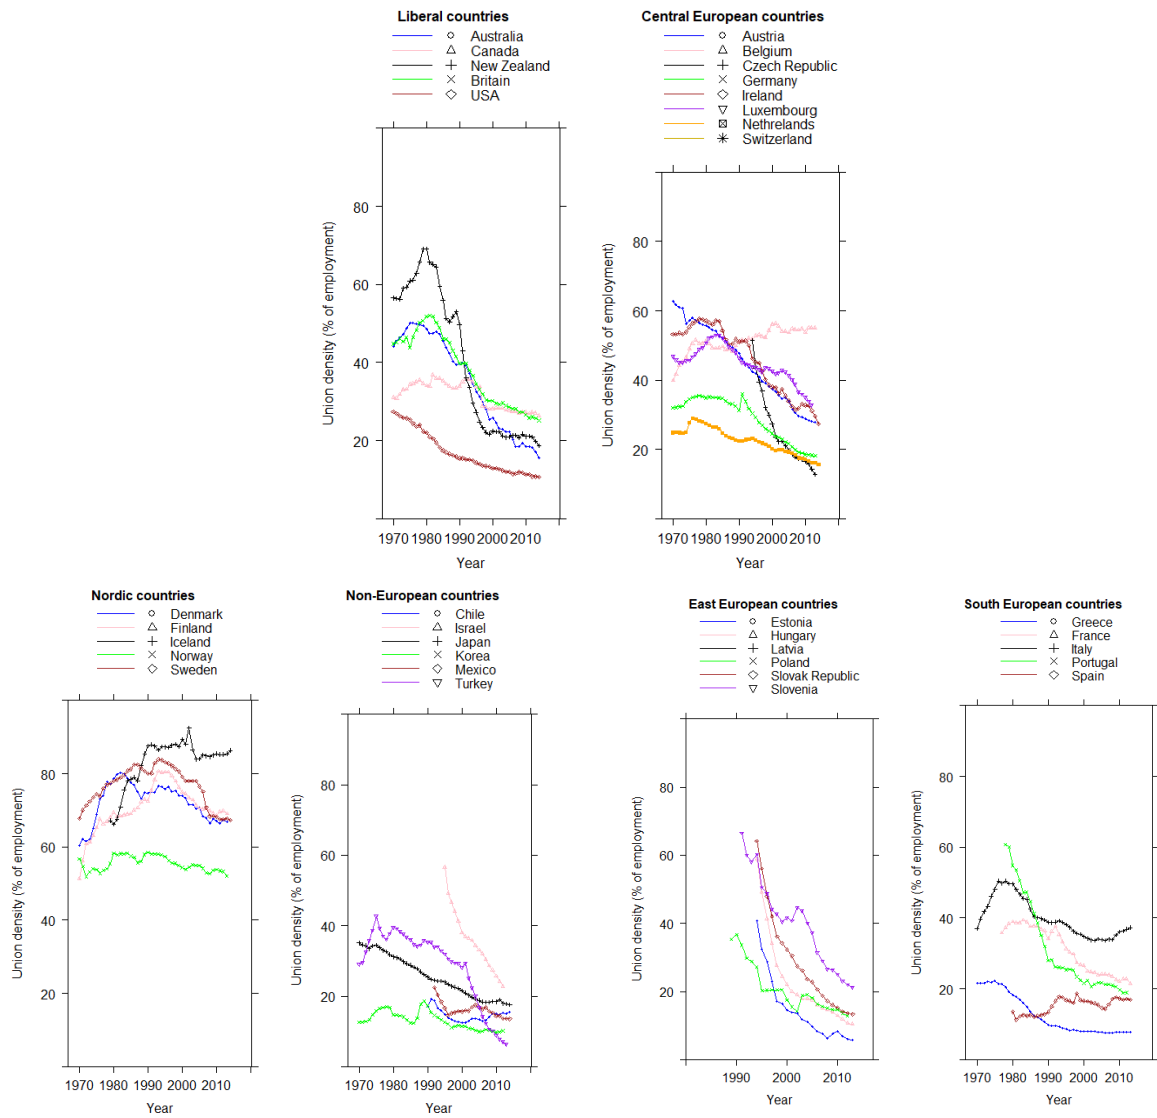 Liberal countries
Australia
Canada
New Zealand
Britain
USA
Union density (% of employment)
80
60
40
20
1970 1980 1990 2000 2010
Year
Central European countries
Austria
Belgium
Czech Republic
Germany
Ireland
Luxembourg
Nethrelands
Switzerland
Union density (% of employment)
80
60
40
20
1970 1980 1990 2000 2010
Year
Nordic countries
Denmark
Finland
Iceland
Norway
Sweden
Union density (% of employment)
80
60
40
20
1970 1980 1990 2000 2010
Year
Non-European countries
Chile
Israel
Japan
Korea
Mexico
Turkey
Union density (% of employment)
80
60
40
20
1970 1980 1990 2000 2010
Year
East European countries
Estonia
Hungary
Latvia
Poland
Slovak Republic
Slovenia
Union density (% of employment)
80
60
40
20
1990 2000 2010
Year
South European countries
Greece
France
Italy
Portugal
Spain
Union density (% of employment)
80
60
40
20
1970 1980 1990 2000 2010
Year